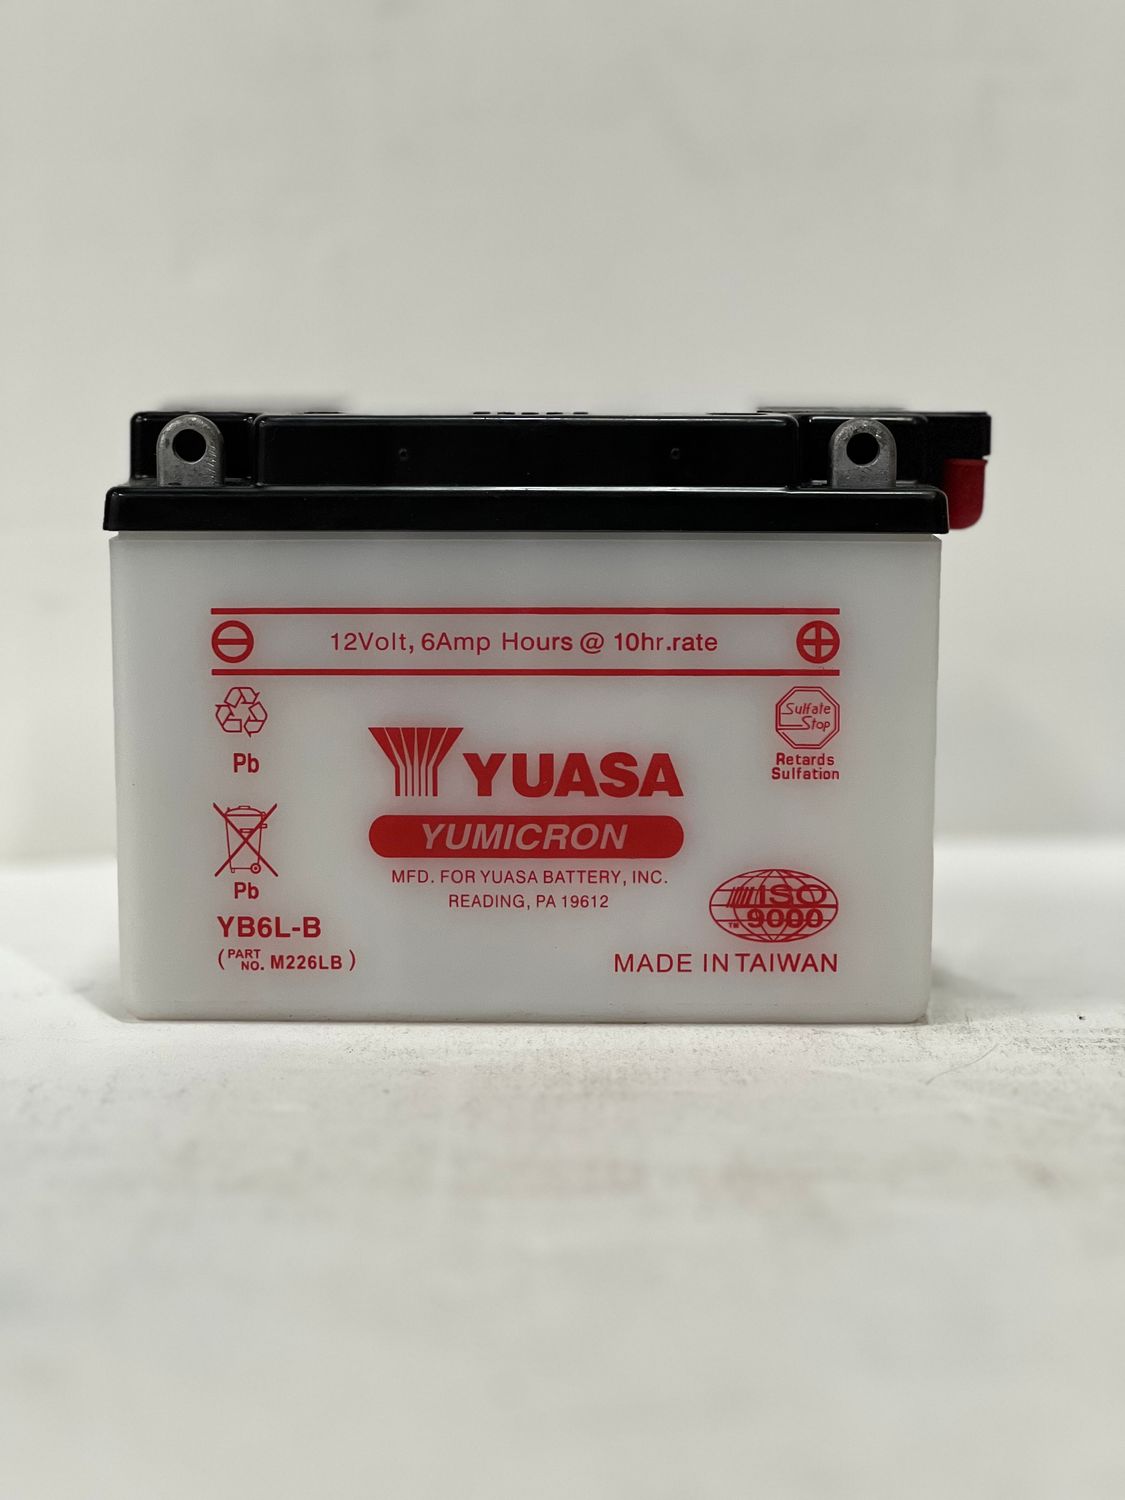 12Volt, 6Amp Hours @ 10hr.rate
Sulfate
Stop
Retards
Sulfation
Pb
YUASA
YUMICRON
MFD. FOR YUASA BATTERY, INC.
READING, PA 19612
Pb
YB6L-B
(PART NO. M226LB)
ISO
9000
TM
MADE IN TAIWAN